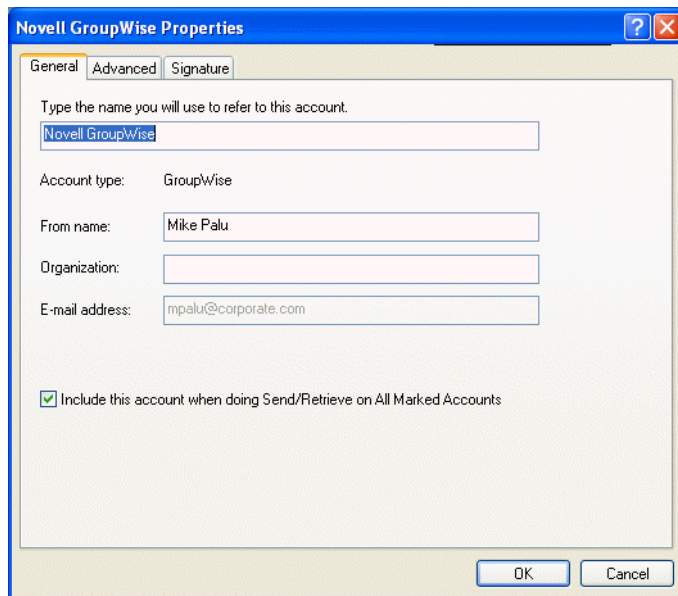 Novell GroupWise Properties
General Advanced Signature
Type the name you will use to refer to this account.
Novell GroupWise
Account type: GroupWise
From name: Mike Palu
Organization:
E-mail address: mpalu@corporate.com
Include this account when doing Send/Retrieve on All Marked Accounts
OK Cancel